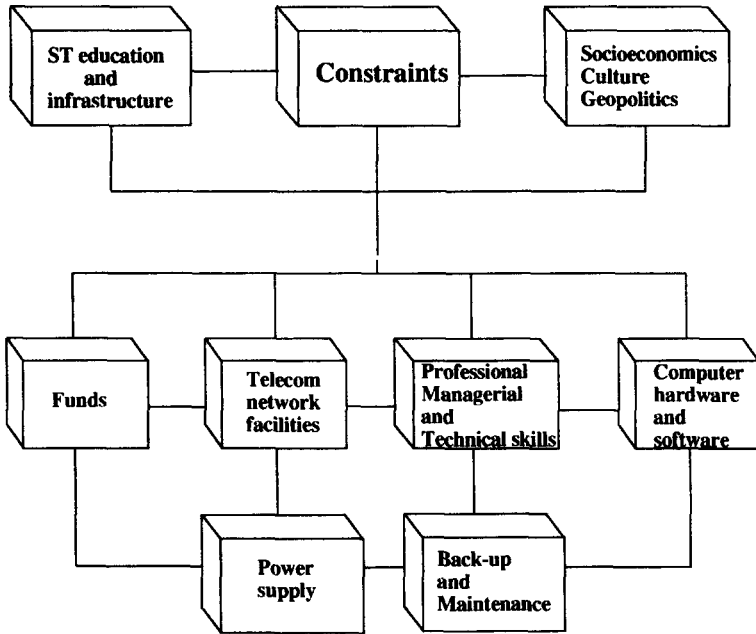 ST education
and
infrastructure
Constraints
Socioeconomics
Culture
Geopolitics
Funds
Telecom
network
facilities
Professional
Managerial
and
Technical skills
Computer
hardware
and
software
Power
supply
Back-up
and
Maintenance